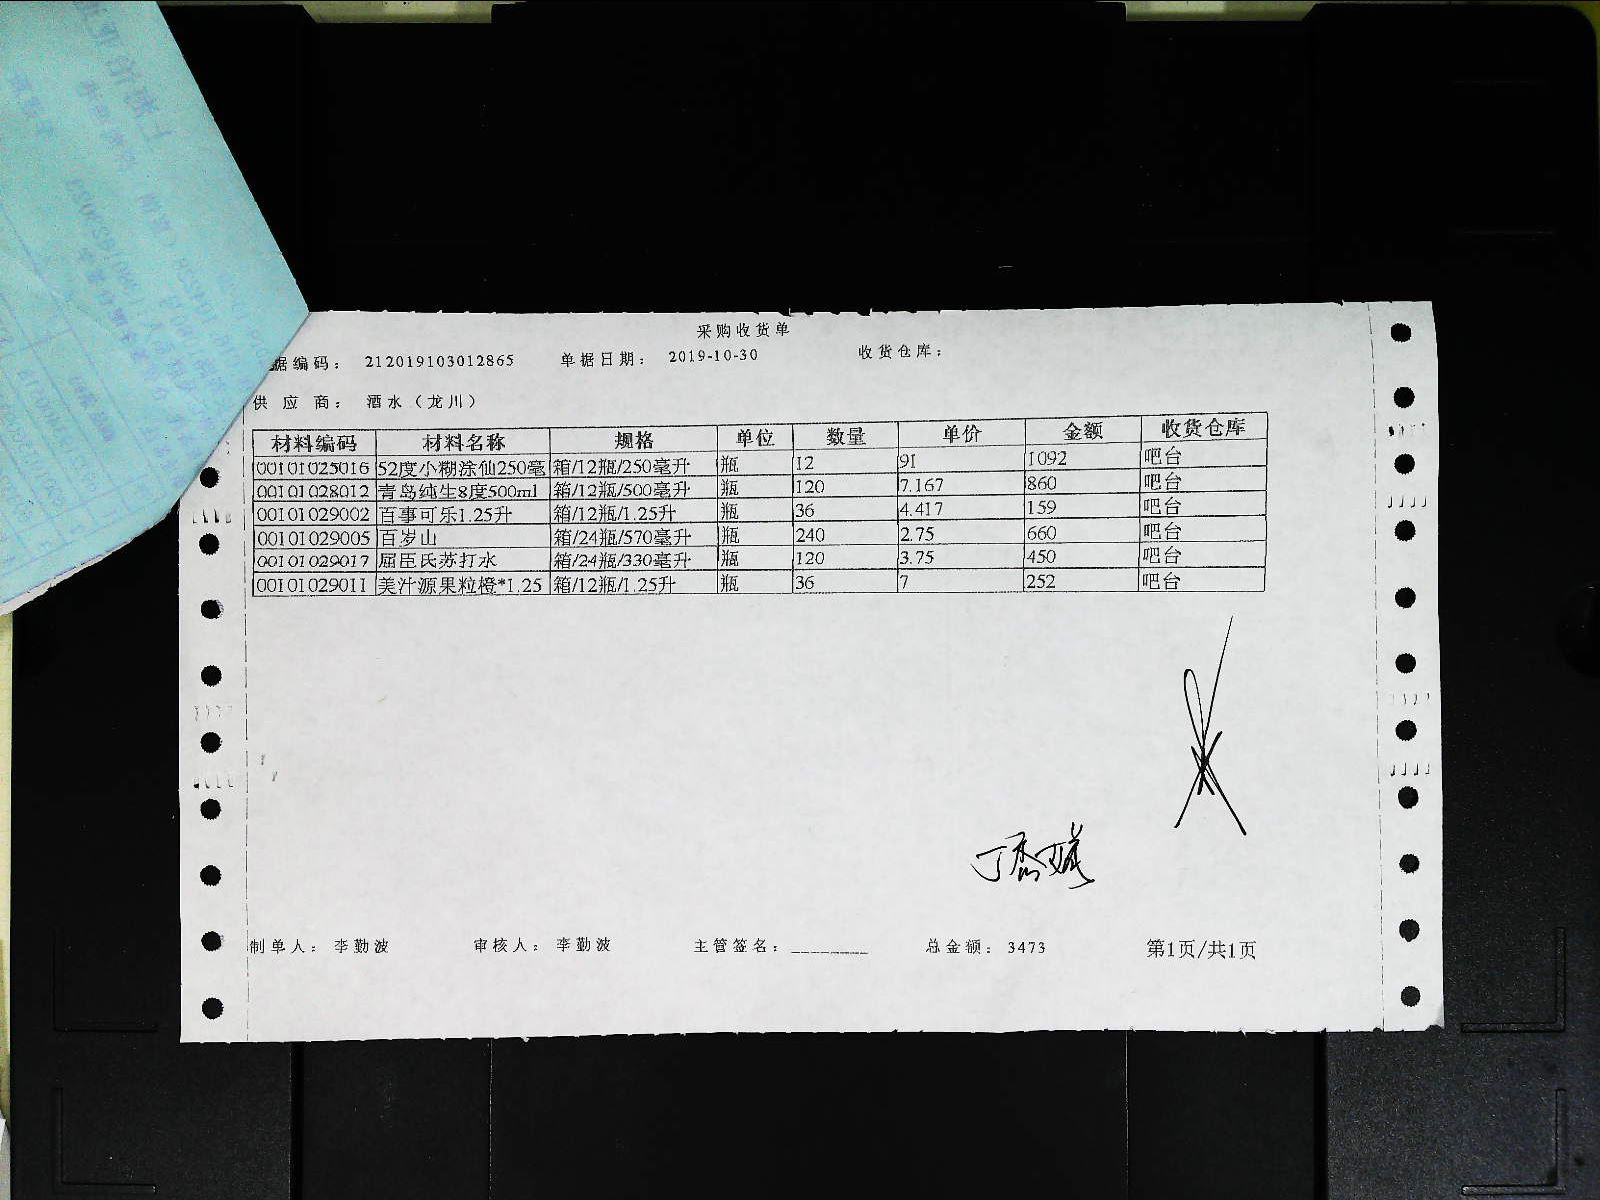 采购收货单
据编码： 212019103012865 单据日期： 2019-10-30 收货仓库：
供应商： 酒水（龙川）
材料编码 材料名称 规格 单位 数量 单价 金额 收货仓库
00101025016 52度小糊涂仙250毫 箱/12瓶/250毫升 瓶 12 91 1092 吧台
00101028012 青岛纯生8度500ml 箱/12瓶/500毫升 瓶 120 7.167 860 吧台
00101029002 百事可乐1.25升 箱/12瓶/1.25升 瓶 36 4.417 159 吧台
00101029005 百岁山 箱/24瓶/570毫升 瓶 240 2.75 660 吧台
00101029017 屈臣氏苏打水 箱/24瓶/330毫升 瓶 120 3.75 450 吧台
00101029011 美汁源果粒橙*1.25 箱/12瓶/1.25升 瓶 36 7 252 吧台
制单人： 李勤波 审核人： 李勤波 主管签名：________ 总金额： 3473 第1页/共1页